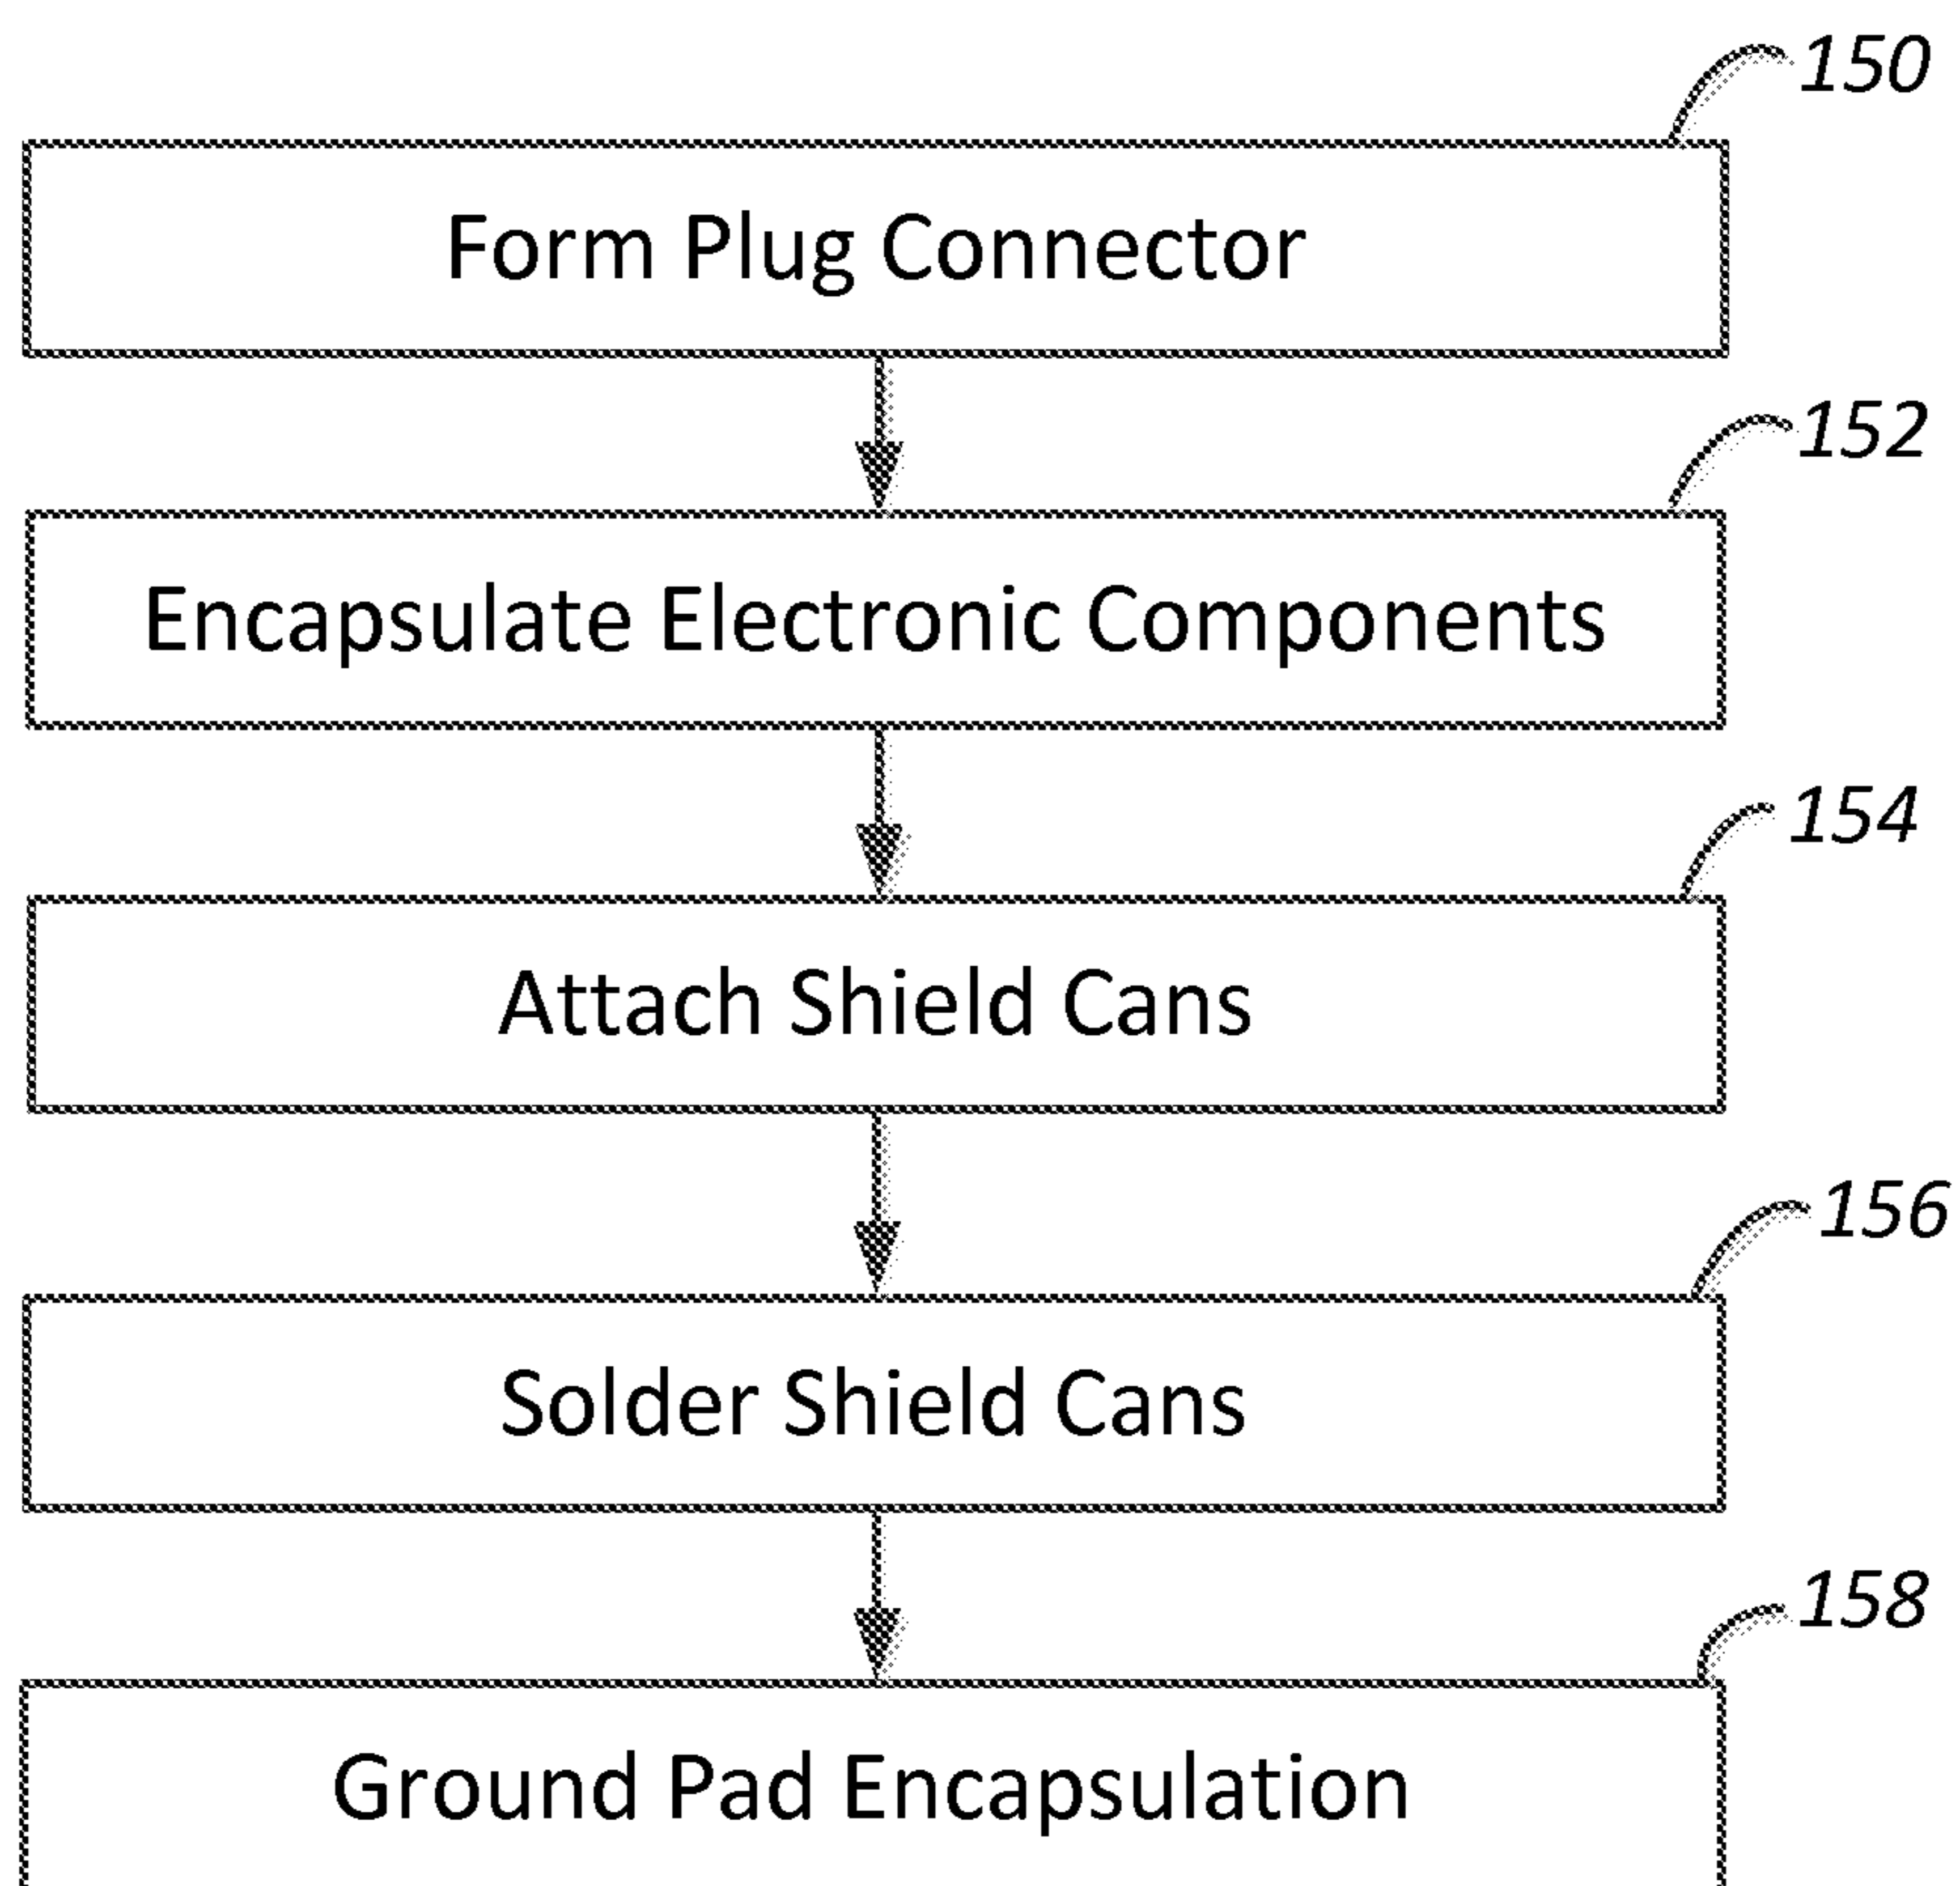 150
Form Plug Connector
152
Encapsulate Electronic Components
154
Attach Shield Cans
156
Solder Shield Cans
158
Ground Pad Encapsulation